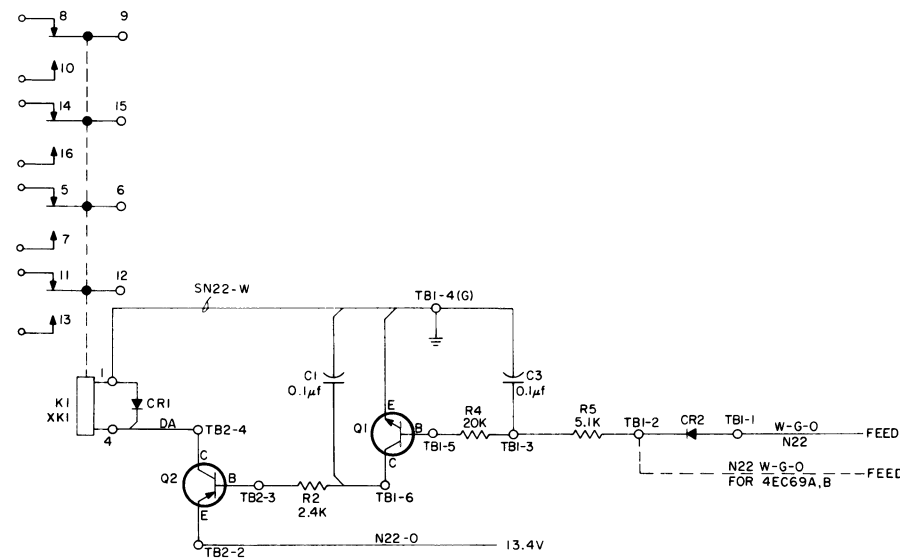 8 9
10
14 15
16
5 6
7
11 12
13
SN22-W
TB1-4(G)
1
K1
XK1
CR1
4
DA
TB2-4
C1
0.1µf
C3
0.1µf
E
Q1
B
C
TB1-5
R4
20K
TB1-3
R5
5.1K
TB1-2
CR2
TB1-1
W-G-O
N22
FEED
N22 W-G-O
FOR 4EC69A,B
FEED
C
Q2
B
E
TB2-3
R2
2.4K
TB1-6
TB2-2
N22-O
13.4V